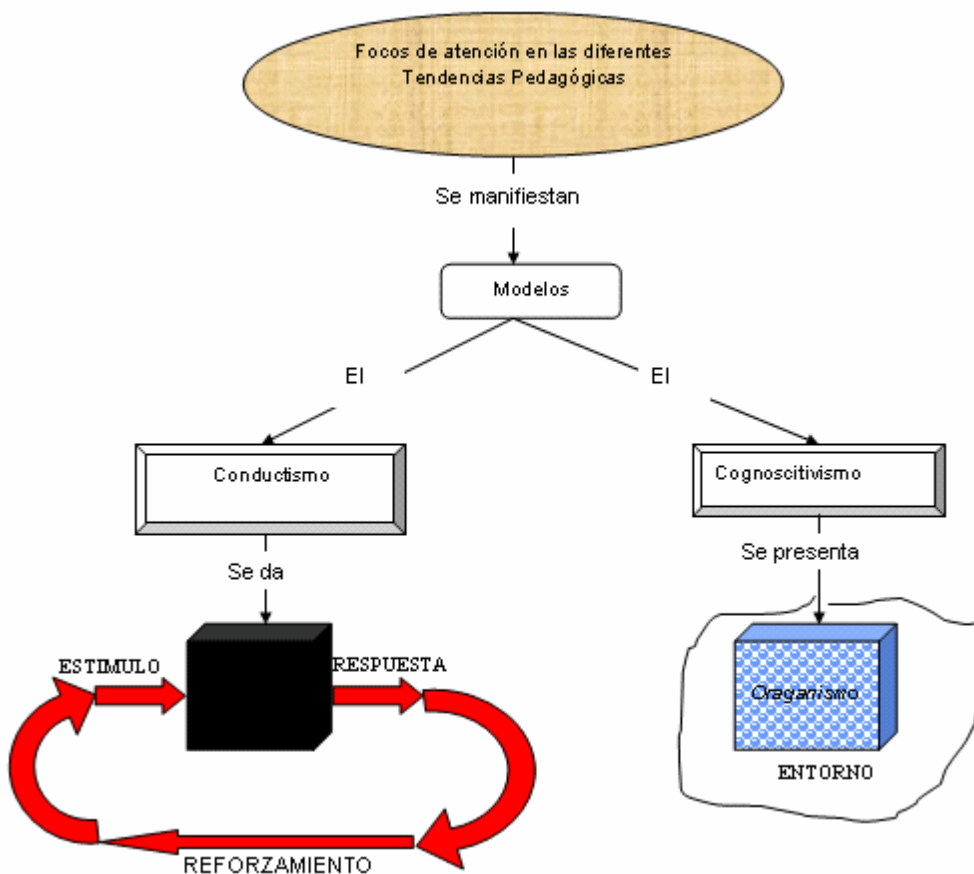 Focos de atención en las diferentes
Tendencias Pedagógicas
Se manifiestan
Modelos
El
El
Conductismo
Cognoscitivismo
Se da
Se presenta
ESTIMULO
RESPUESTA
Oraganismo
ENTORNO
REFORZAMIENTO